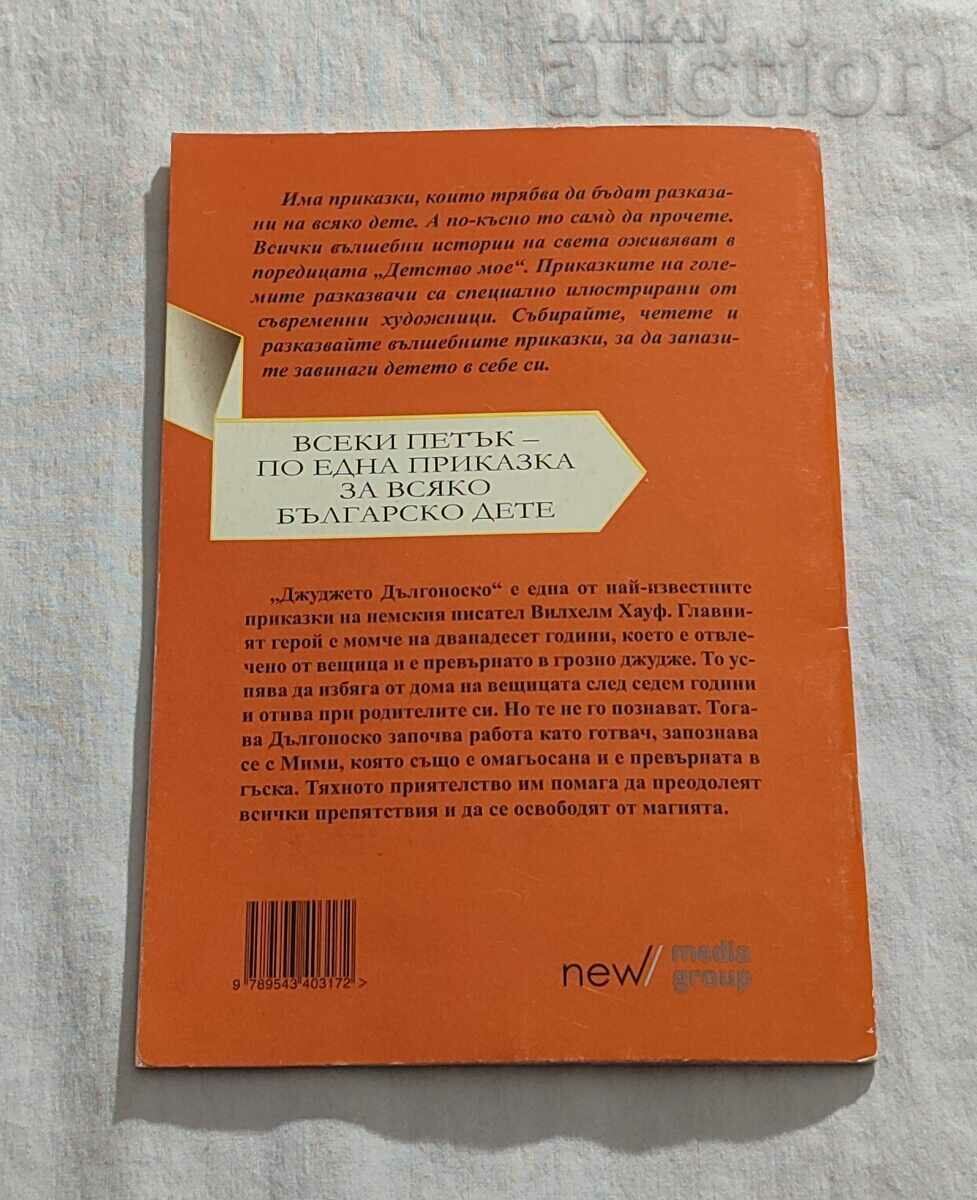 BALKAN
auction
Има приказки, които трябва да бъдат разказа-
ни на всяко дете. А по-късно то самò да прочете.
Всички вълшебни истории на света оживяват в
поредицата „Детство мое“. Приказките на голе-
мите разказвачи са специално илюстрирани от
съвременни художници. Събирайте, четете и
разказвайте вълшебните приказки, за да запази-
те завинаги детето в себе си.
ВСЕКИ ПЕТЪК –
ПО ЕДНА ПРИКАЗКА
ЗА ВСЯКО
БЪЛГАРСКО ДЕТЕ
„Джуджето Дългоноско“ е една от най-известните
приказки на немския писател Вилхелм Хауф. Главни-
ят герой е момче на дванадесет години, което е отвле-
чено от вещица и е превърнато в грозно джудже. То ус-
пява да избяга от дома на вещицата след седем години
и отива при родителите си. Но те не го познават. Тога-
ва Дългоноско започва работа като готвач, запознава
се с Мими, която също е омагьосана и е превърната в
гъска. Тяхното приятелство им помага да преодолеят
всички препятствия и да се освободят от магията.
9 789543 403172 >
new// media
group